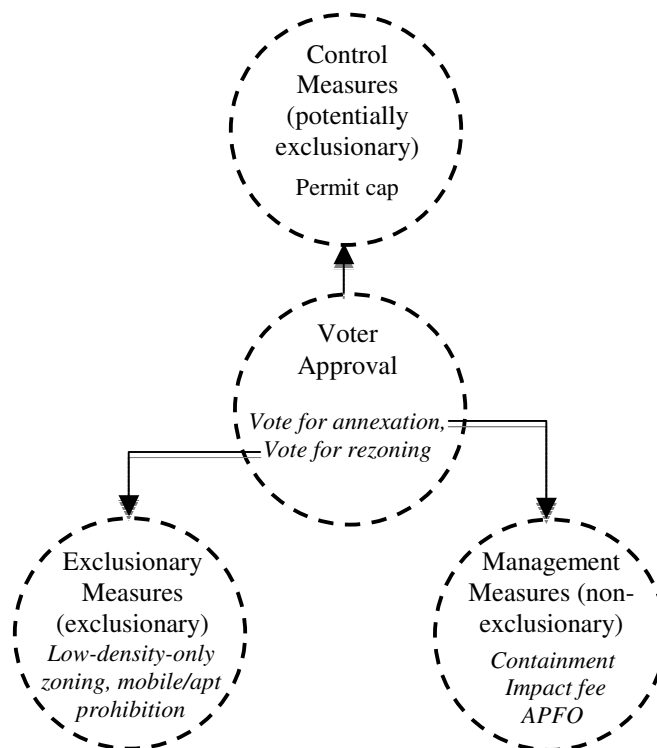 Control
Measures
(potentially
exclusionary)
Permit cap
Voter
Approval
Vote for annexation,
Vote for rezoning
Exclusionary
Measures
(exclusionary)
Low-density-only
zoning, mobile/apt
prohibition
Management
Measures (non-
exclusionary)
Containment
Impact fee
APFO